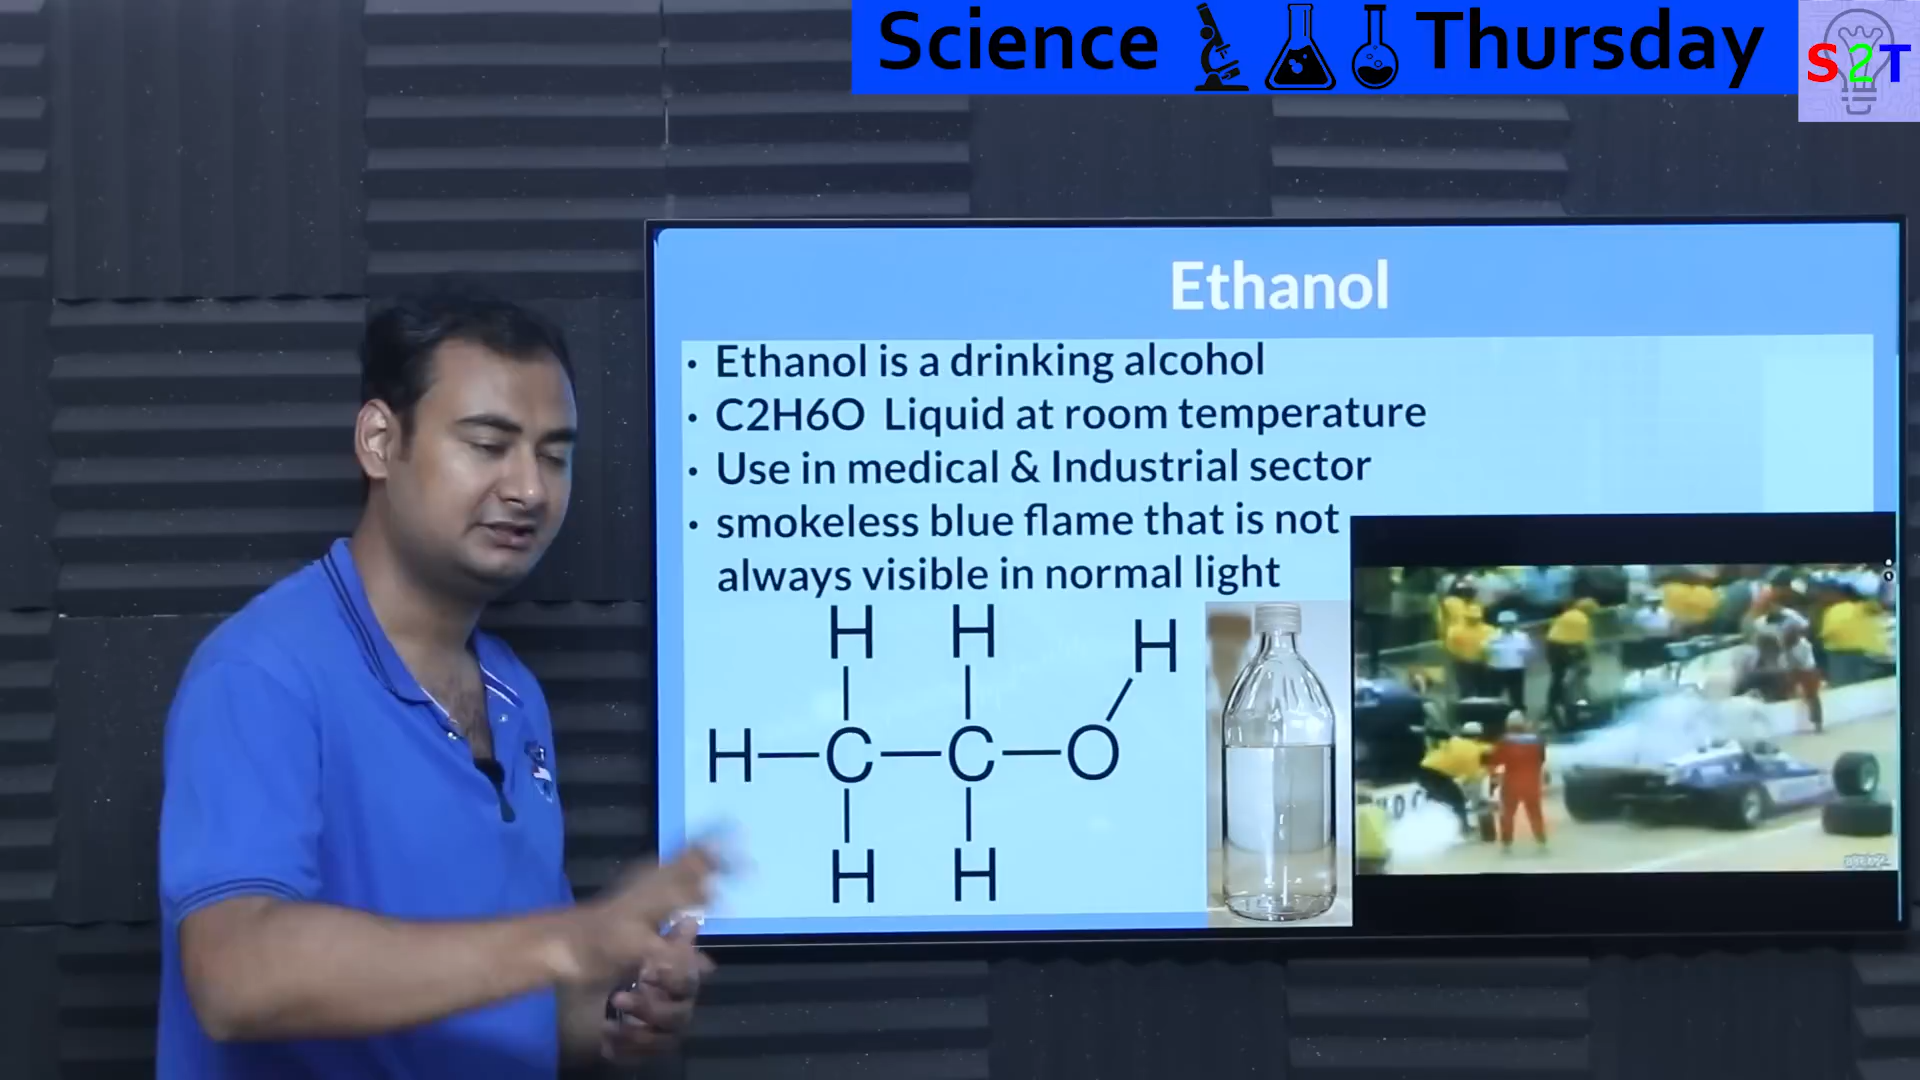 Science Thursday
S2T
Ethanol
• Ethanol is a drinking alcohol
• C2H6O Liquid at room temperature
• Use in medical & Industrial sector
• smokeless blue flame that is not
always visible in normal light
H H H
H C C O
H H